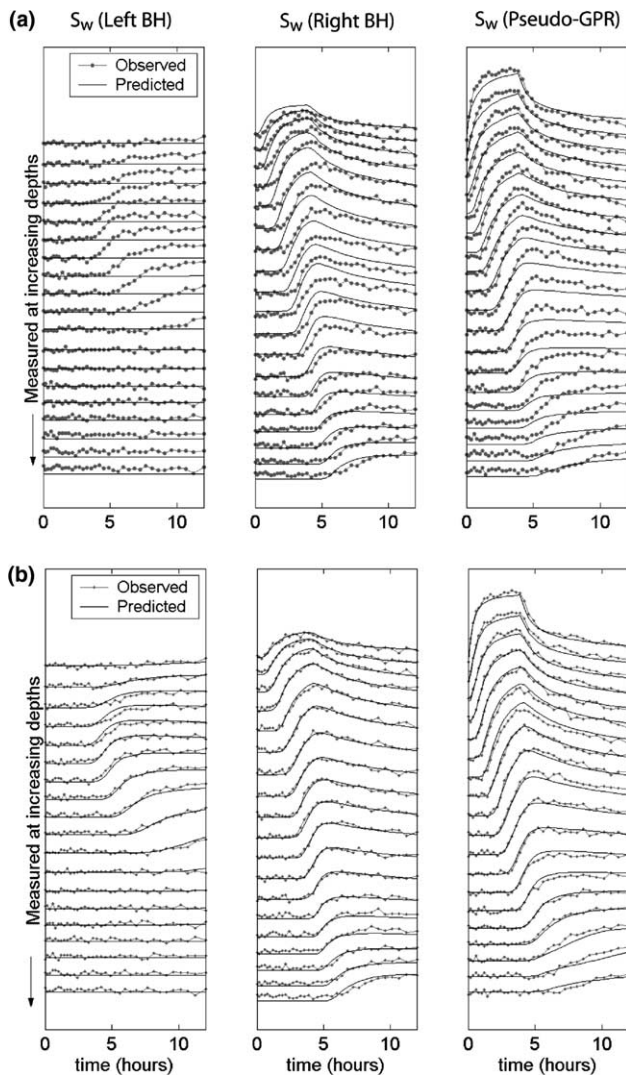 (a)
S_W (Left BH)
S_W (Right BH)
S_W (Pseudo-GPR)
Observed
Predicted
Measured at increasing depths
0 5 10
0 5 10
0 5 10
(b)
Observed
Predicted
Measured at increasing depths
0 5 10
0 5 10
0 5 10
time (hours)
time (hours)
time (hours)